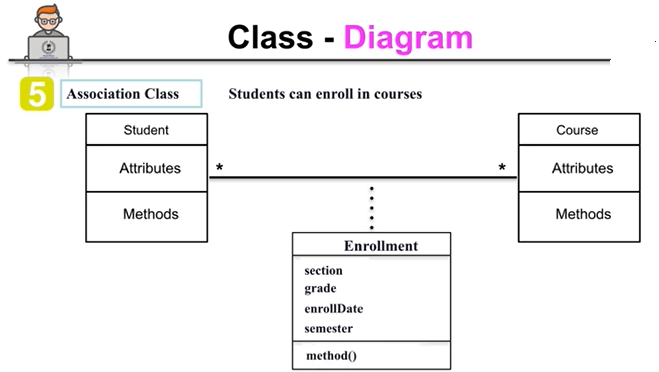 Class - Diagram
5
Association Class
Students can enroll in courses
Student
Course
Attributes
*
*
Attributes
Methods
Methods
Enrollment
section
grade
enrollDate
semester
method()